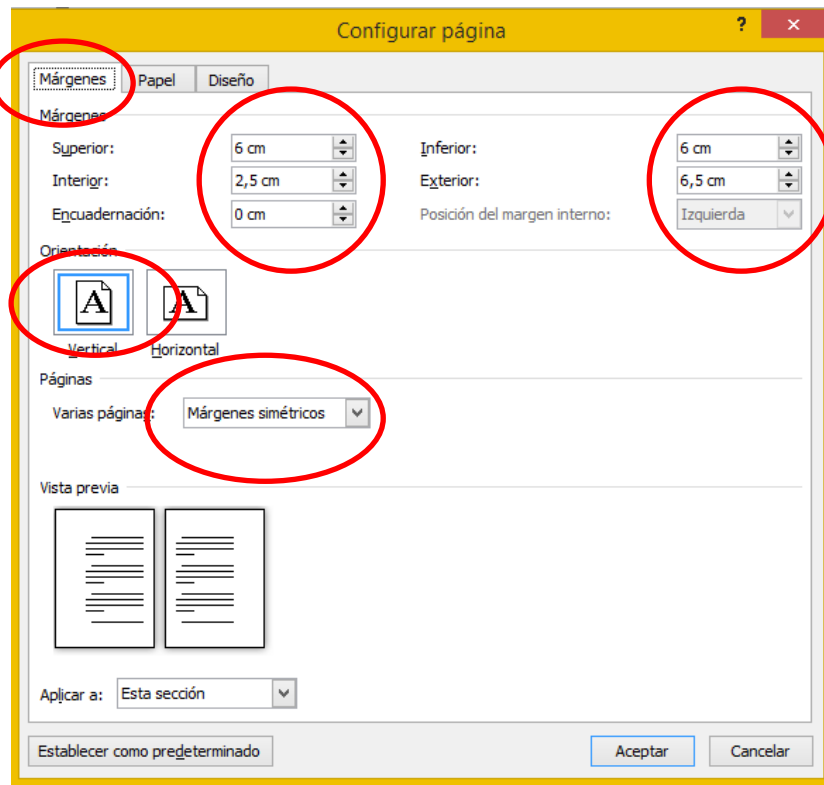 Configurar página ? ×
Márgenes Papel Diseño
Márgenes
Superior: 6 cm Inferior: 6 cm
Interior: 2,5 cm Exterior: 6,5 cm
Encuadernación: 0 cm Posición del margen interno: Izquierda
Orientación
A A
Vertical Horizontal
Páginas
Varias páginas: Márgenes simétricos
Vista previa
Aplicar a: Esta sección
Establecer como predeterminado Aceptar Cancelar